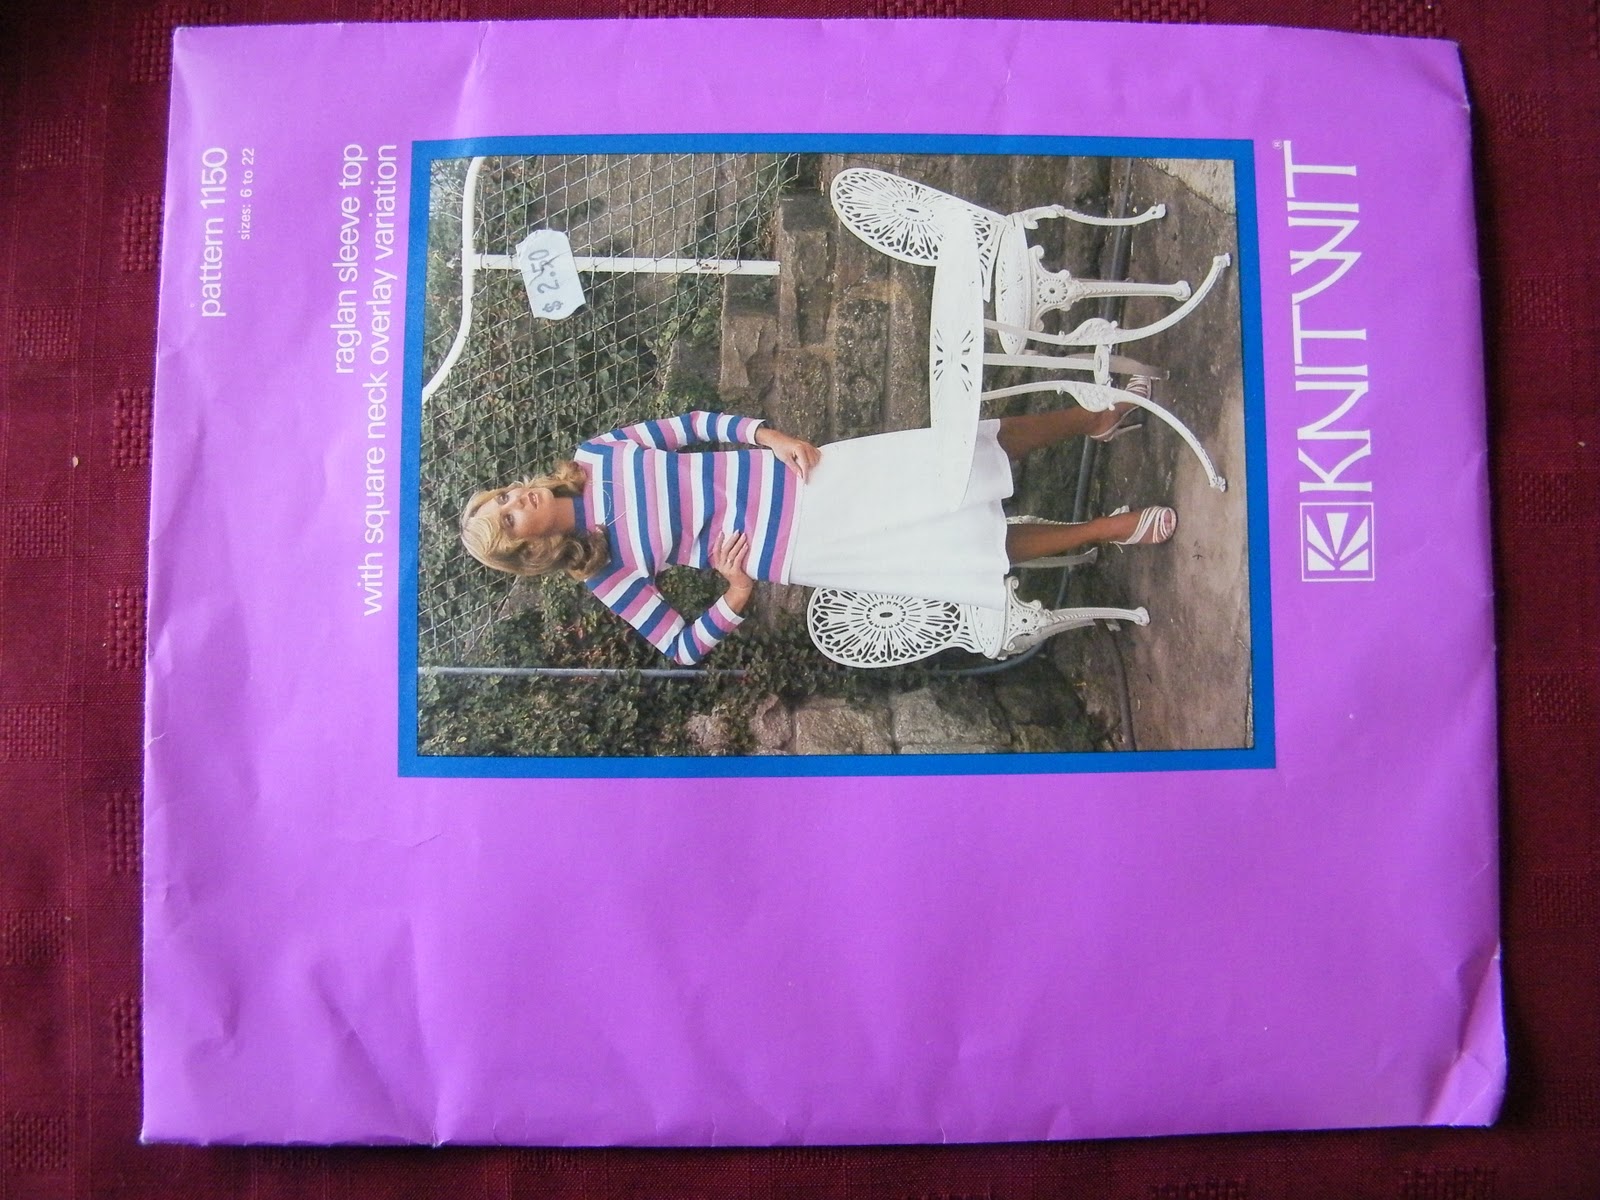 pattern 1150
sizes: 6 to 22
raglan sleeve top
with square neck overlay variation
$ 2.50
KNITWIT®